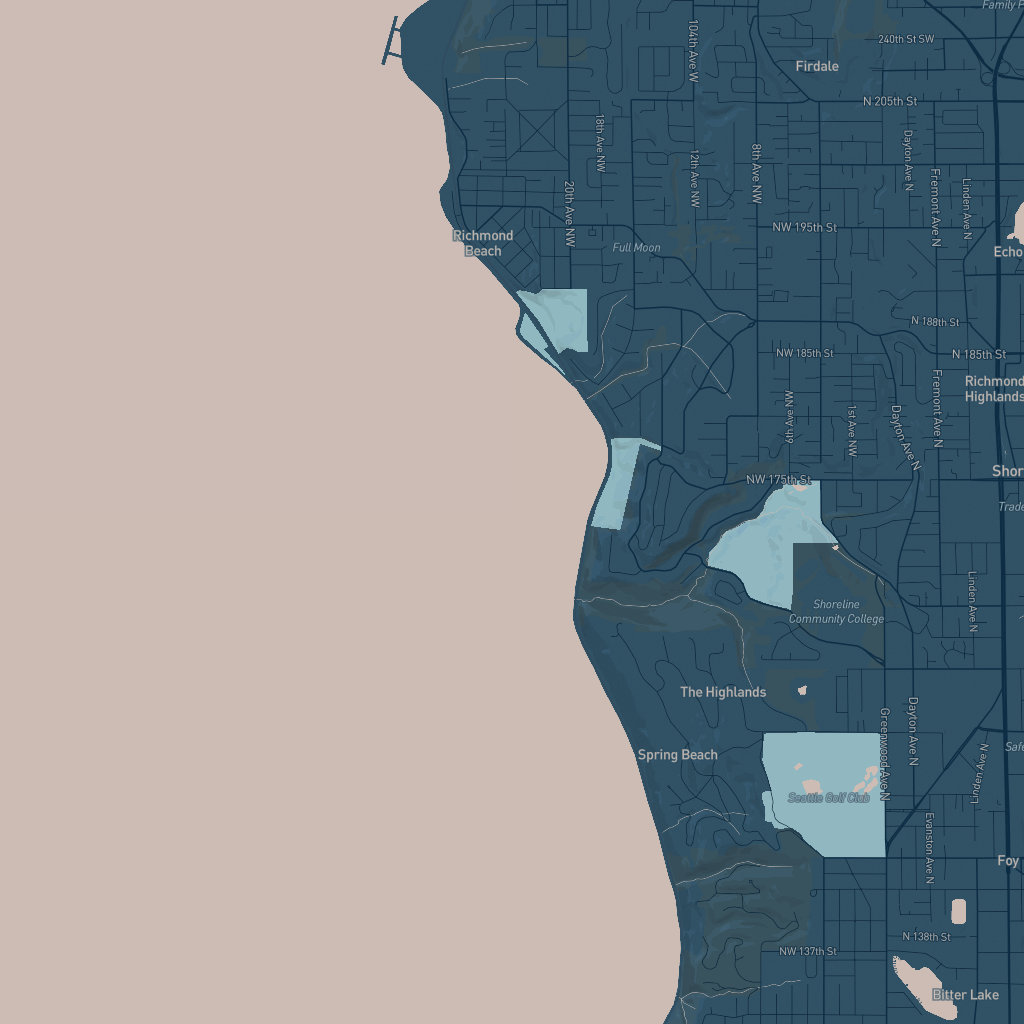 Family P
240th St SW
104th Ave W
Firdale
N 205th St
18th Ave NW
12th Ave NW
8th Ave NW
Dayton Ave N
Fremont Ave N
Linden Ave N
20th Ave NW
NW 195th St
Richmond
Beach
Full Moon
Echo
N 188th St
NW 185th St
N 185th St
Richmond
Highlands
6th Ave NW
1st Ave NW
Dayton Ave N
Fremont Ave N
NW 175th St
Shor
Trade
Linden Ave N
Shoreline
Community College
The Highlands
Greenwood Ave N
Dayton Ave N
Safe
Spring Beach
Linden Ave N
Seattle Golf Club
Evanston Ave N
Foy
N 138th St
NW 137th St
Bitter Lake